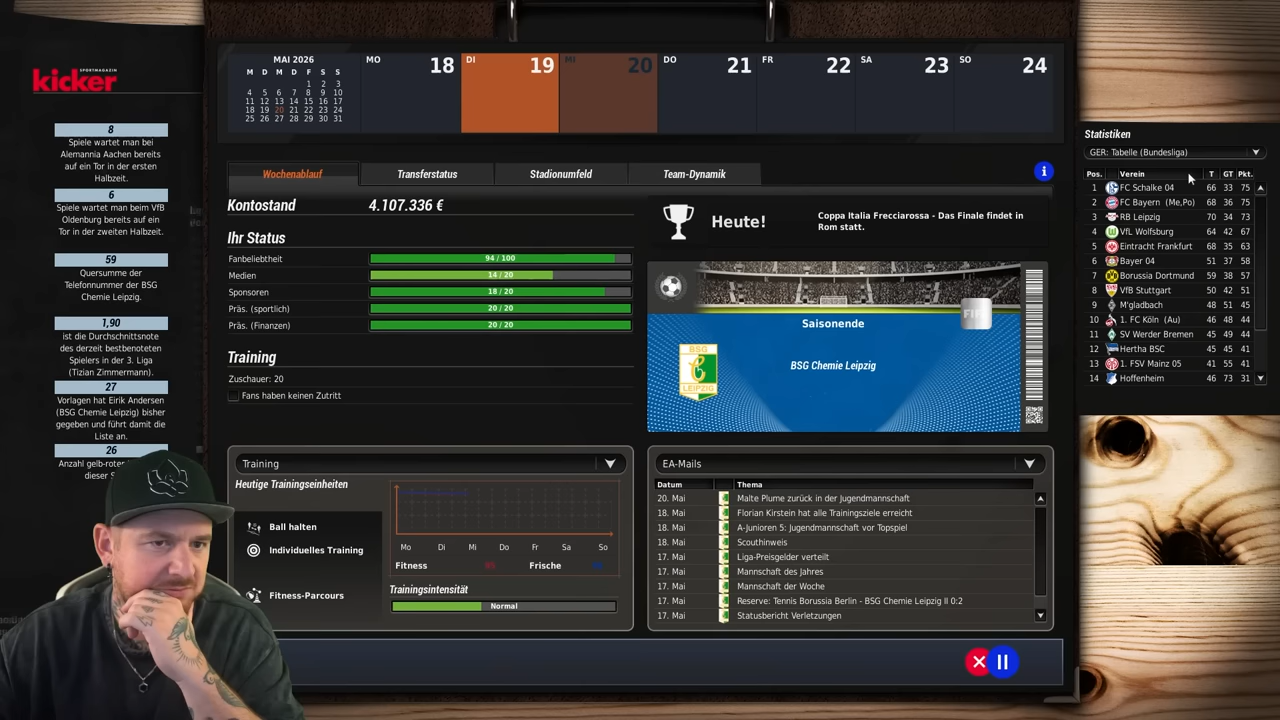 kicker
SPORTMAGAZIN
8
Spiele wartet man bei
Alemannia Aachen bereits
auf ein Tor in der ersten
Halbzeit.
6
Spiele wartet man beim VfB
Oldenburg bereits auf ein
Tor in der zweiten Halbzeit.
59
Quersumme der
Telefonnummer der BSG
Chemie Leipzig.
1,90
ist die Durchschnittsnote
des derzeit bestbenoteten
Spielers in der 3. Liga
(Tizian Zimmermann).
27
Vorlagen hat Eirik Andersen
(BSG Chemie Leipzig) bisher
gegeben und führt damit die
Liste an.
26
Anzahl gelb-roter
dieser
MAI 2026
M D M D F S S
1 2 3
4 5 6 7 8 9 10
11 12 13 14 15 16 17
18 19 20 21 22 23 24
25 26 27 28 29 30 31
MO 18
DI 19
MI 20
DO 21
FR 22
SA 23
SO 24
Wochenablauf
Transferstatus
Stadionumfeld
Team-Dynamik
i
Kontostand 4.107.336 €
Ihr Status
Fanbeliebtheit 94 / 100
Medien 14 / 20
Sponsoren 18 / 20
Präs. (sportlich) 20 / 20
Präs. (Finanzen) 20 / 20
Training
Zuschauer: 20
Fans haben keinen Zutritt
Heute!
Coppa Italia Frecciarossa - Das Finale findet in
Rom statt.
FIF
Saisonende
BSG Chemie Leipzig
BSG
C
LEIPZIG
Training
Heutige Trainingseinheiten
Ball halten
Individuelles Training
Fitness-Parcours
Mo Di Mi Do Fr Sa So
Fitness
Frische
Trainingsintensität
Normal
EA-Mails
Datum Thema
20. Mai Malte Plume zurück in der Jugendmannschaft
18. Mai Florian Kirstein hat alle Trainingsziele erreicht
18. Mai A-Junioren 5: Jugendmannschaft vor Topspiel
18. Mai Scouthinweis
17. Mai Liga-Preisgelder verteilt
17. Mai Mannschaft des Jahres
17. Mai Mannschaft der Woche
17. Mai Reserve: Tennis Borussia Berlin - BSG Chemie Leipzig II 0:2
17. Mai Statusbericht Verletzungen
Statistiken
GER: Tabelle (Bundesliga)
Pos. Verein T GT Pkt.
1 FC Schalke 04 66 33 75
2 FC Bayern (Me,Po) 68 36 75
3 RB Leipzig 70 34 73
4 VfL Wolfsburg 64 42 67
5 Eintracht Frankfurt 68 35 63
6 Bayer 04 51 37 58
7 Borussia Dortmund 59 38 57
8 VfB Stuttgart 50 42 51
9 M'gladbach 48 51 45
10 1. FC Köln (Au) 46 48 44
11 SV Werder Bremen 45 49 44
12 Hertha BSC 45 45 41
13 1. FSV Mainz 05 41 55 41
14 Hoffenheim 46 73 31